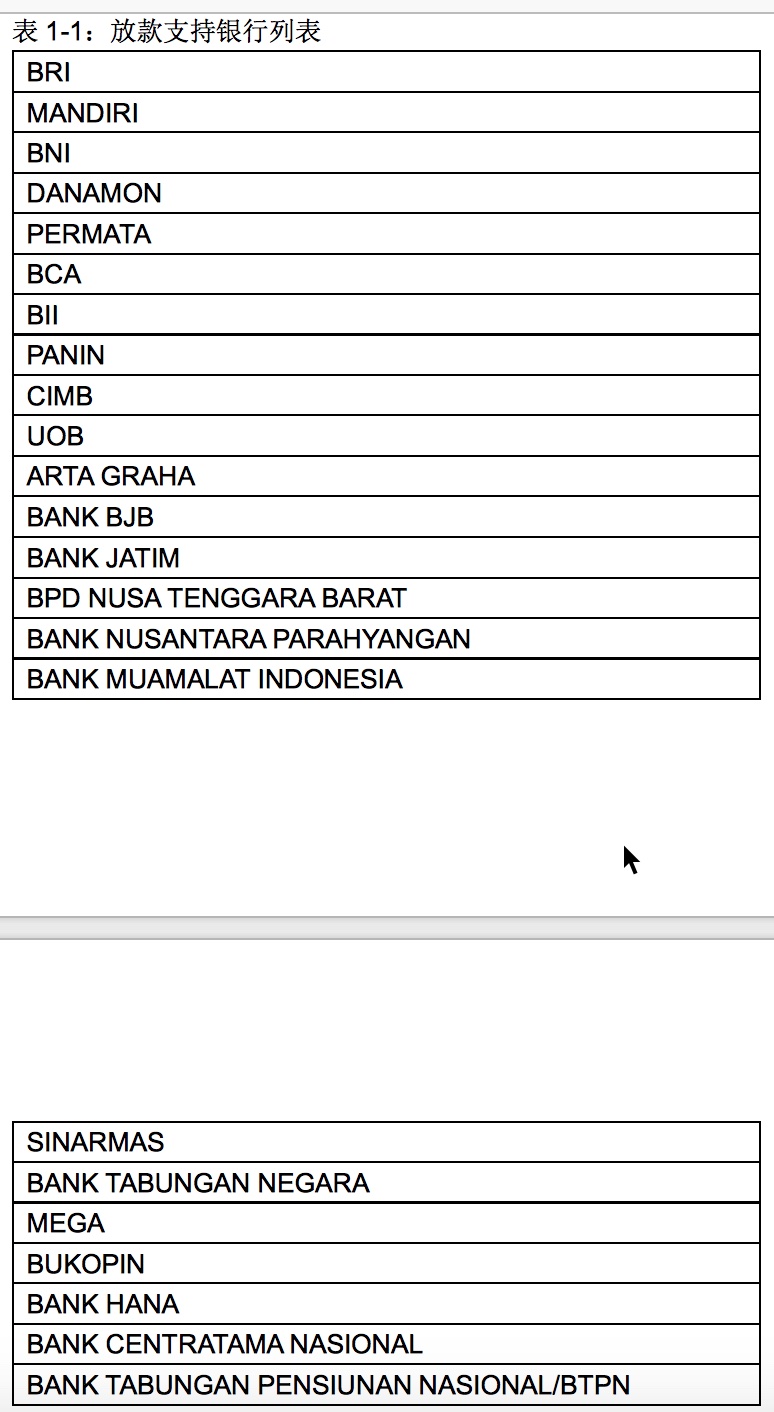 表 1-1：放款支持银行列表
BRI
MANDIRI
BNI
DANAMON
PERMATA
BCA
BII
PANIN
CIMB
UOB
ARTA GRAHA
BANK BJB
BANK JATIM
BPD NUSA TENGGARA BARAT
BANK NUSANTARA PARAHYANGAN
BANK MUAMALAT INDONESIA
SINARMAS
BANK TABUNGAN NEGARA
MEGA
BUKOPIN
BANK HANA
BANK CENTRATAMA NASIONAL
BANK TABUNGAN PENSIUNAN NASIONAL/BTPN